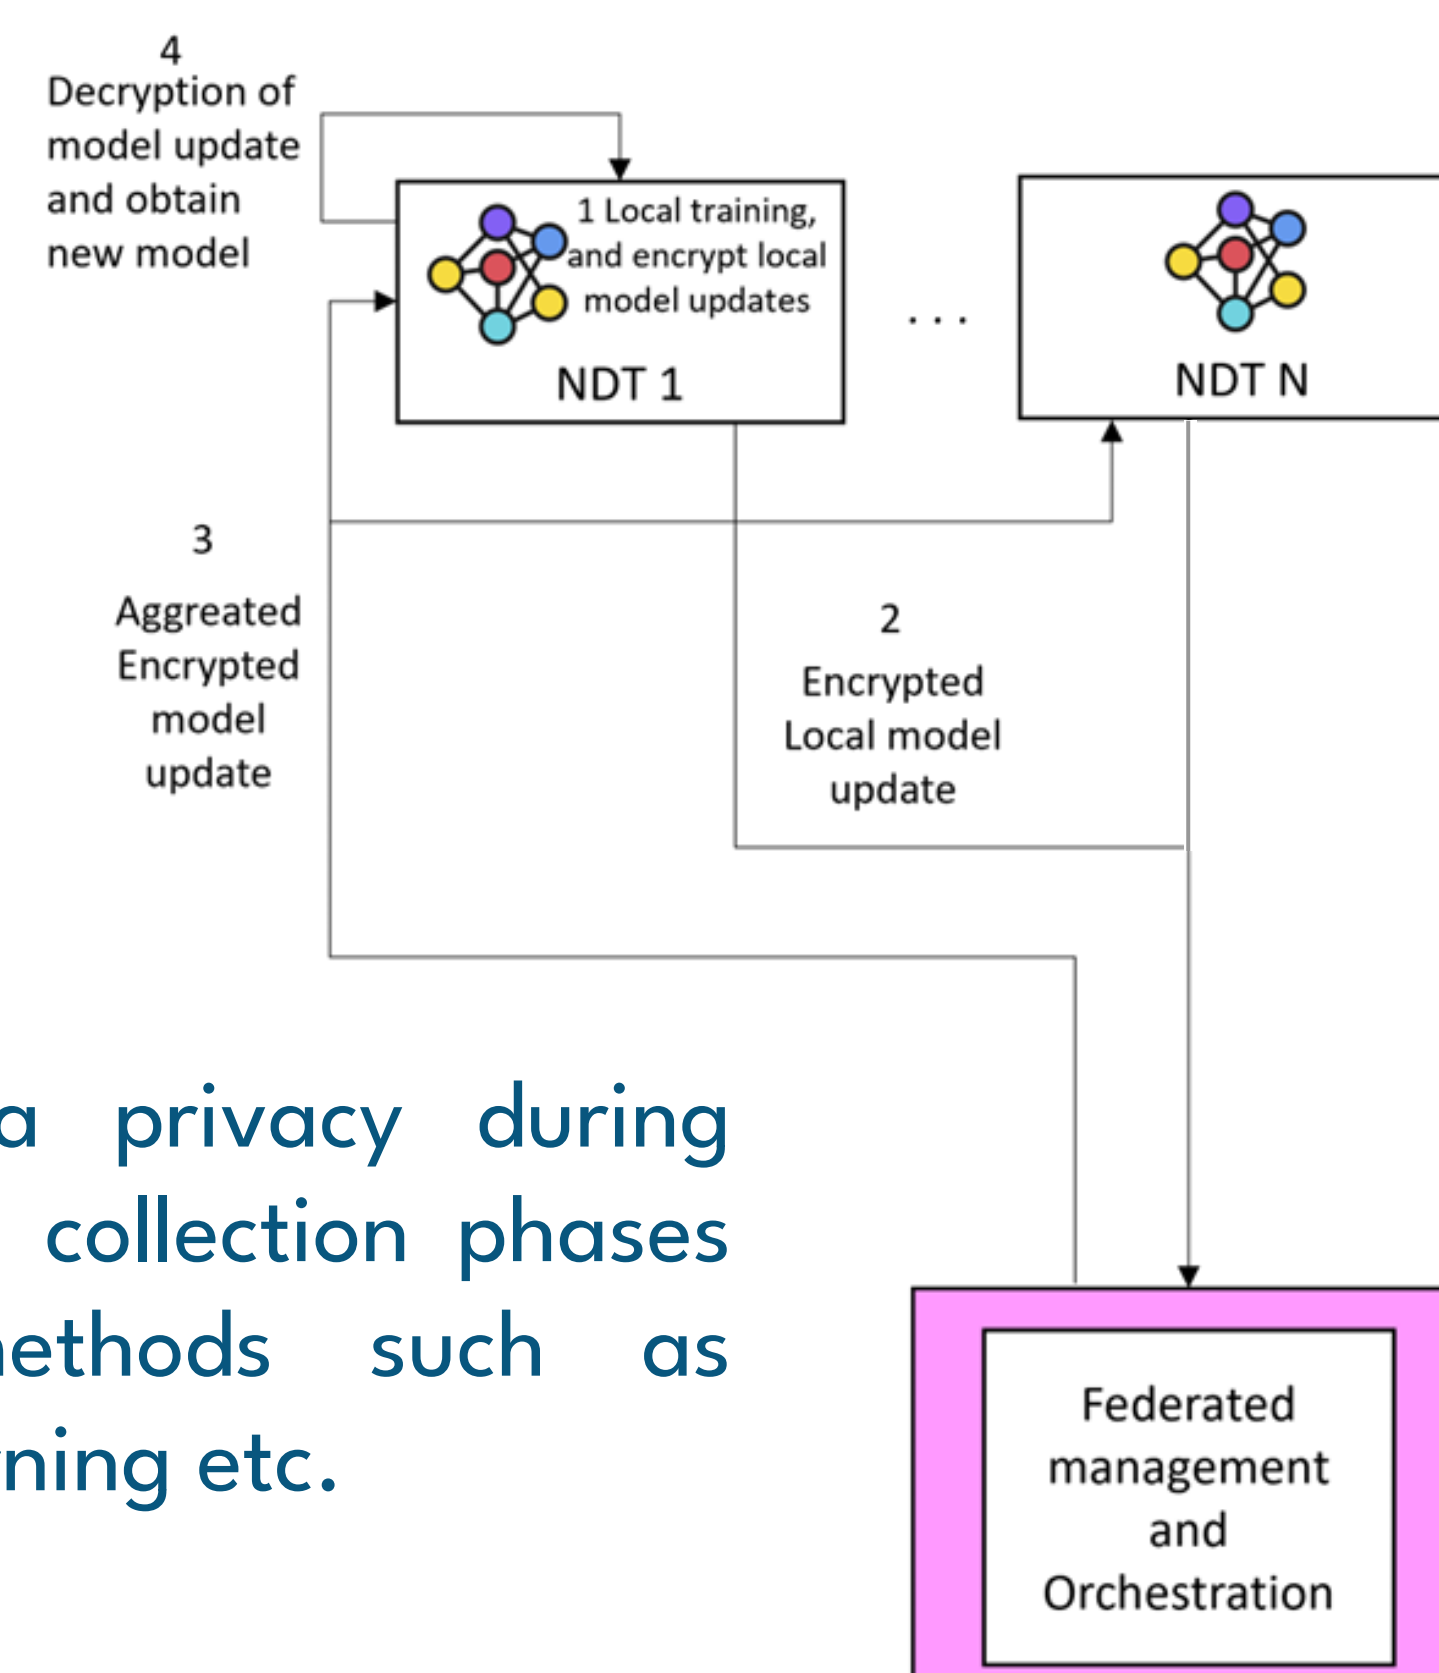 4
Decryption of
model update
and obtain
new model
1 Local training,
and encrypt local
model updates
NDT 1
. . .
NDT N
3
Aggreated
Encrypted
model
update
2
Encrypted
Local model
update
a privacy during
collection phases
ethods such as
ning etc.
Federated
management
and
Orchestration